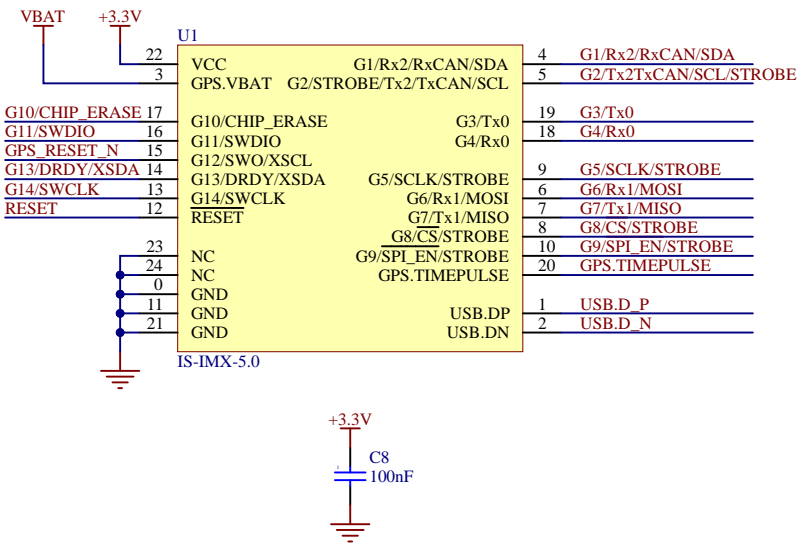 VBAT +3.3V
U1
22 VCC G1/Rx2/RxCAN/SDA 4 G1/Rx2/RxCAN/SDA
3 GPS.VBAT G2/STROBE/Tx2/TxCAN/SCL 5 G2/Tx2TxCAN/SCL/STROBE
G10/CHIP_ERASE 17 G10/CHIP_ERASE G3/Tx0 19 G3/Tx0
G11/SWDIO 16 G11/SWDIO G4/Rx0 18 G4/Rx0
GPS_RESET_N 15 G12/SWO/XSCL
G13/DRDY/XSDA 14 G13/DRDY/XSDA G5/SCLK/STROBE 9 G5/SCLK/STROBE
G14/SWCLK 13 G14/SWCLK G6/Rx1/MOSI 6 G6/Rx1/MOSI
RESET 12 RESET G7/Tx1/MISO 7 G7/Tx1/MISO
G8/CS/STROBE 8 G8/CS/STROBE
23 NC G9/SPI_EN/STROBE 10 G9/SPI_EN/STROBE
24 NC GPS.TIMEPULSE 20 GPS.TIMEPULSE
0 GND
11 GND USB.DP 1 USB.D_P
21 GND USB.DN 2 USB.D_N
IS-IMX-5.0
+3.3V
C8
100nF